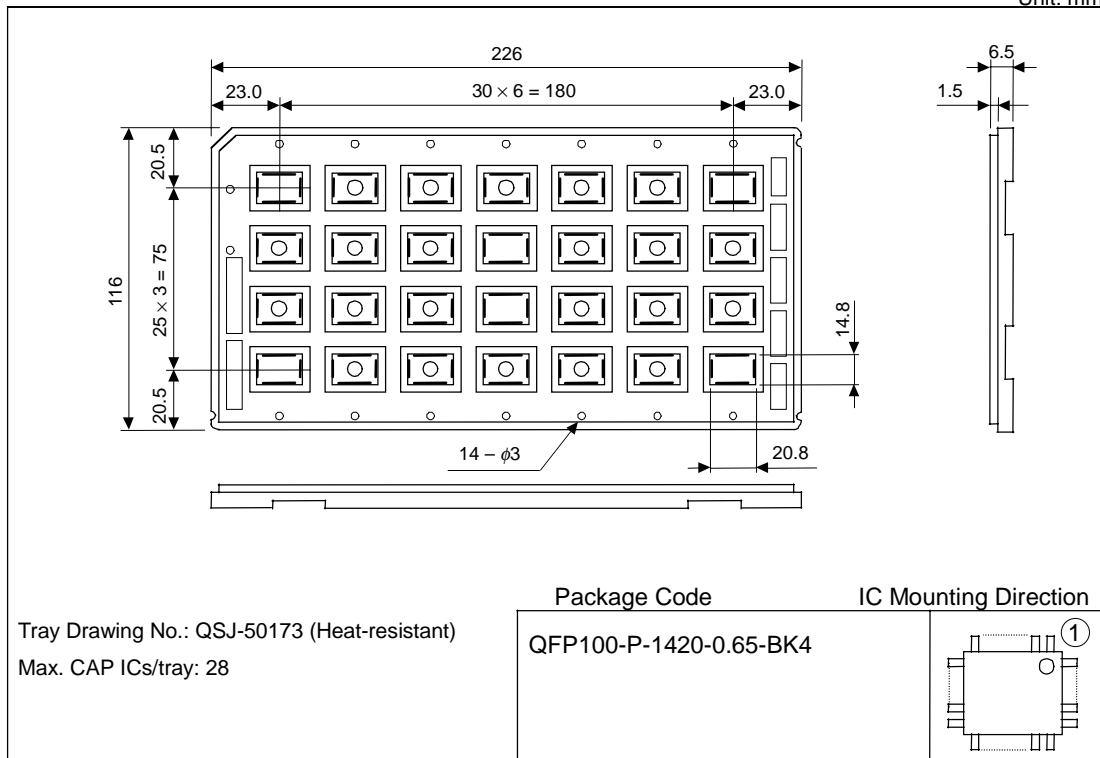 Unit: mm
226
6.5
23.0
30 × 6 = 180
23.0
1.5
20.5
116
25 × 3 = 75
14.8
20.5
14 – ϕ3
20.8
Package Code
IC Mounting Direction
Tray Drawing No.: QSJ-50173 (Heat-resistant)
Max. CAP ICs/tray: 28
QFP100-P-1420-0.65-BK4
1